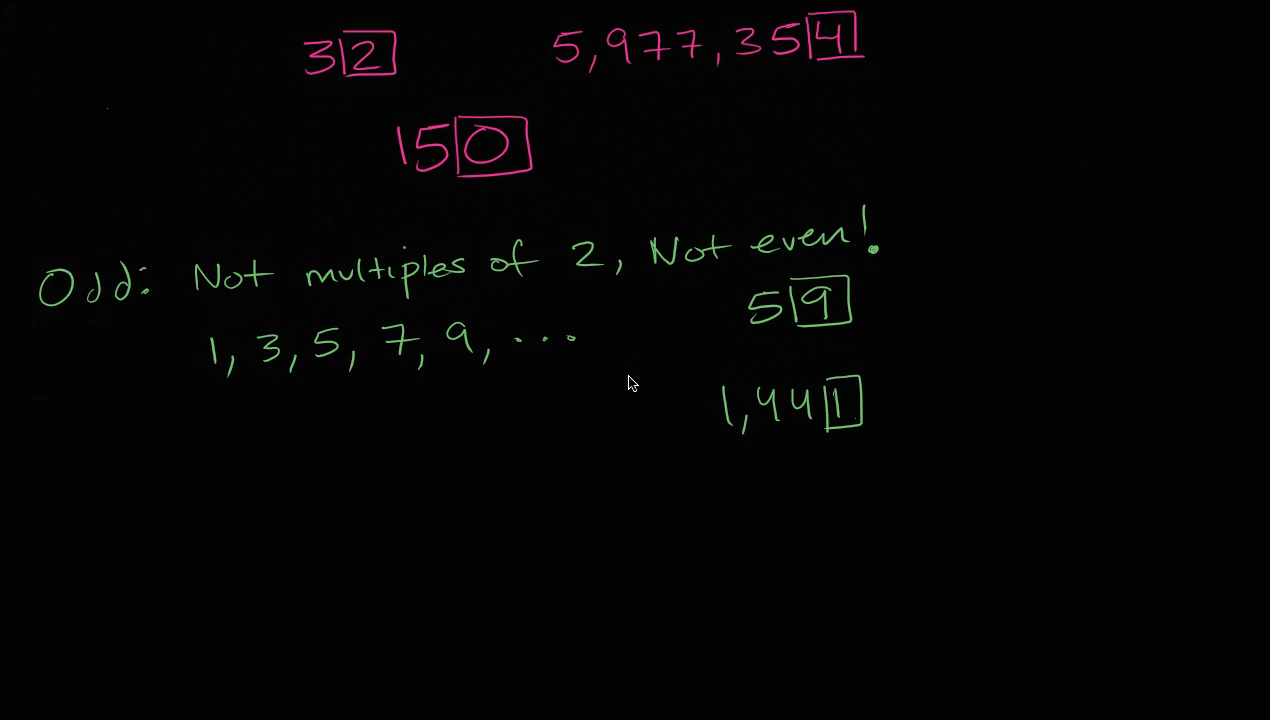 32 5,977,354
150
Odd: Not multiples of 2, Not even!
59
1, 3, 5, 7, 9, ...
1,441